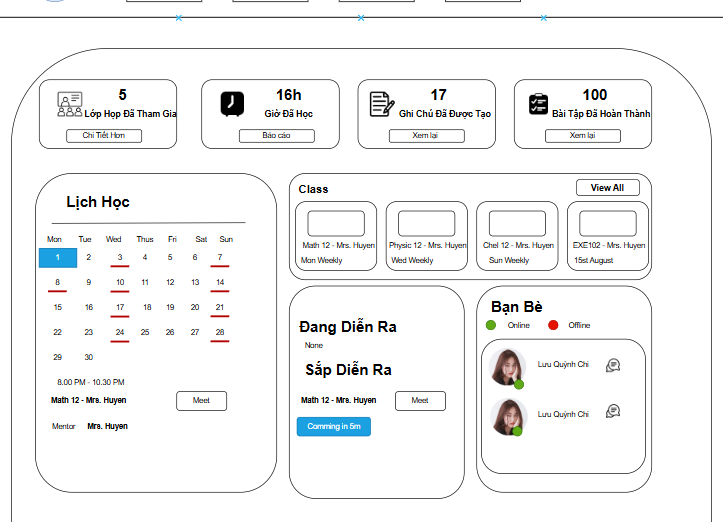 5
Lớp Họp Đã Tham Gia
Chi Tiết Hơn
16h
Giờ Đã Học
Báo cáo
17
Ghi Chú Đã Được Tạo
Xem lại
100
Bài Tập Đã Hoàn Thành
Xem lại
Lịch Học
Mon Tue Wed Thus Fri Sat Sun
1 2 3 4 5 6 7
8 9 10 11 12 13 14
15 16 17 18 19 20 21
22 23 24 25 26 27 28
29 30
8.00 PM - 10.30 PM
Math 12 - Mrs. Huyen
Meet
Mentor Mrs. Huyen
Class
View All
Math 12 - Mrs. Huyen
Mon Weekly
Physic 12 - Mrs. Huyen
Wed Weekly
Chel 12 - Mrs. Huyen
Sun Weekly
EXE102 - Mrs. Huyen
15st August
Đang Diễn Ra
None
Sắp Diễn Ra
Math 12 - Mrs. Huyen
Meet
Comming in 5m
Bạn Bè
Online Offline
Lưu Quỳnh Chi
Lưu Quỳnh Chi